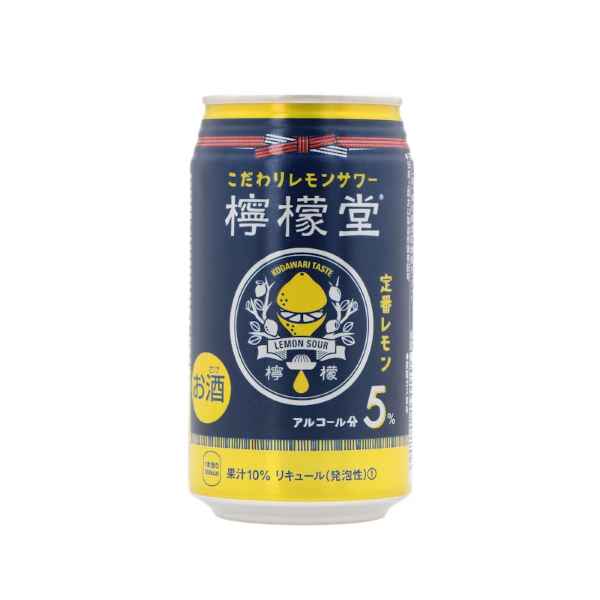 こだわりレモンサワー
檸檬堂
KODAWARI TASTE
定番レモン
LEMON SOUR
檸檬
お酒
アルコール分 5%
果汁10% リキュール(発泡性)①